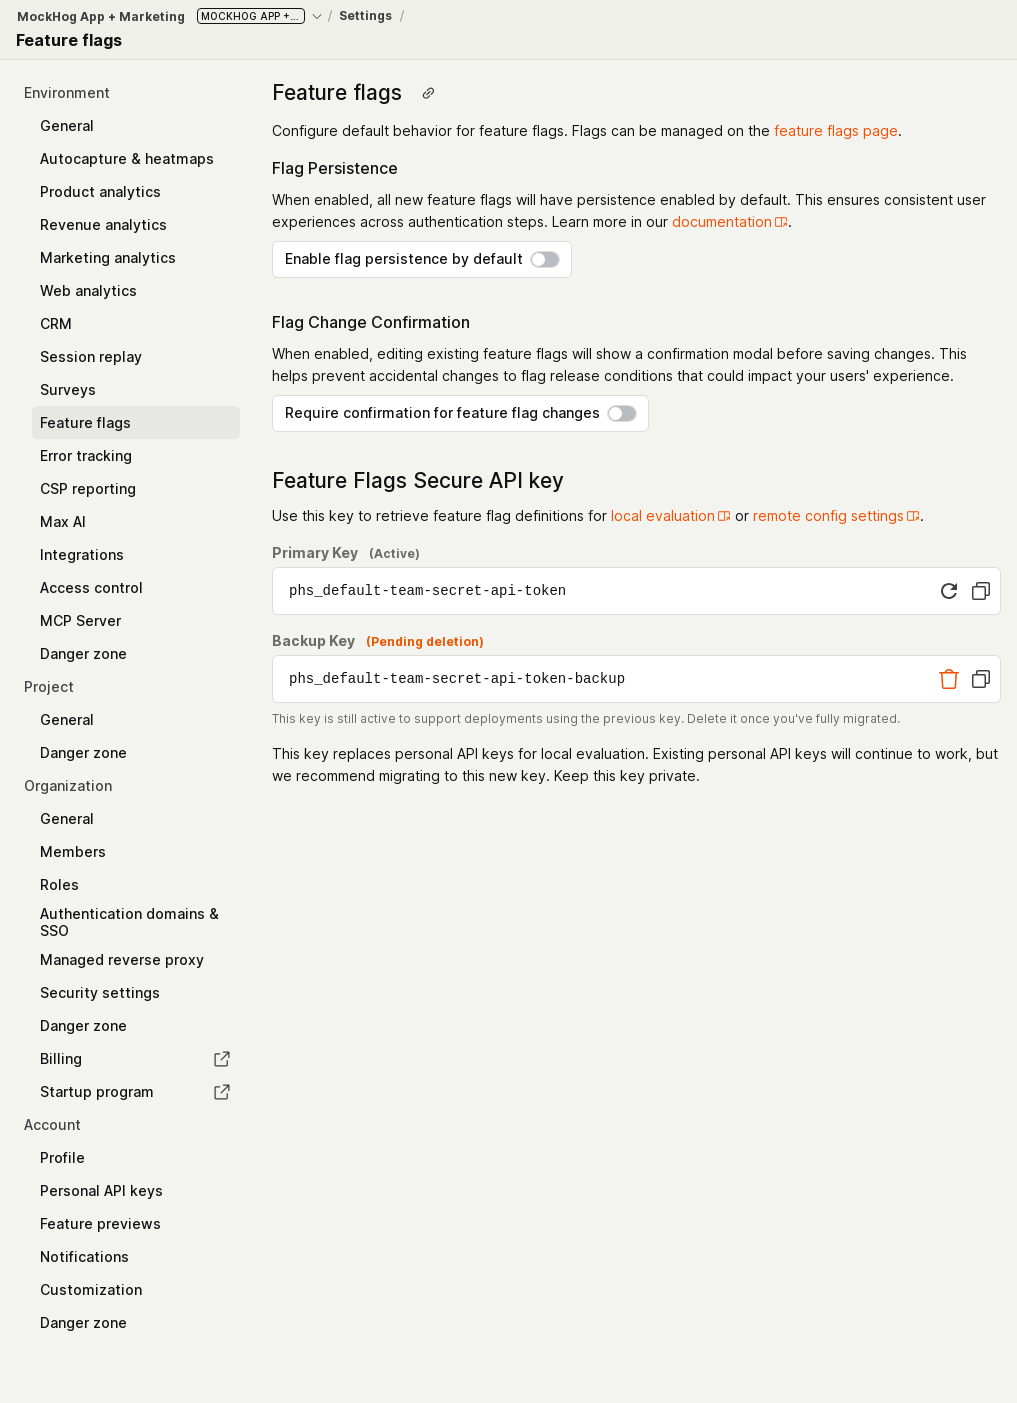 MockHog App + Marketing MOCKHOG APP +... / Settings /
Feature flags
Environment
General
Autocapture & heatmaps
Product analytics
Revenue analytics
Marketing analytics
Web analytics
CRM
Session replay
Surveys
Feature flags
Error tracking
CSP reporting
Max AI
Integrations
Access control
MCP Server
Danger zone
Project
General
Danger zone
Organization
General
Members
Roles
Authentication domains &
SSO
Managed reverse proxy
Security settings
Danger zone
Billing
Startup program
Account
Profile
Personal API keys
Feature previews
Notifications
Customization
Danger zone
Feature flags
Configure default behavior for feature flags. Flags can be managed on the feature flags page.
Flag Persistence
When enabled, all new feature flags will have persistence enabled by default. This ensures consistent user
experiences across authentication steps. Learn more in our documentation.
Enable flag persistence by default
Flag Change Confirmation
When enabled, editing existing feature flags will show a confirmation modal before saving changes. This
helps prevent accidental changes to flag release conditions that could impact your users' experience.
Require confirmation for feature flag changes
Feature Flags Secure API key
Use this key to retrieve feature flag definitions for local evaluation or remote config settings.
Primary Key (Active)
phs_default-team-secret-api-token
Backup Key (Pending deletion)
phs_default-team-secret-api-token-backup
This key is still active to support deployments using the previous key. Delete it once you've fully migrated.
This key replaces personal API keys for local evaluation. Existing personal API keys will continue to work, but
we recommend migrating to this new key. Keep this key private.